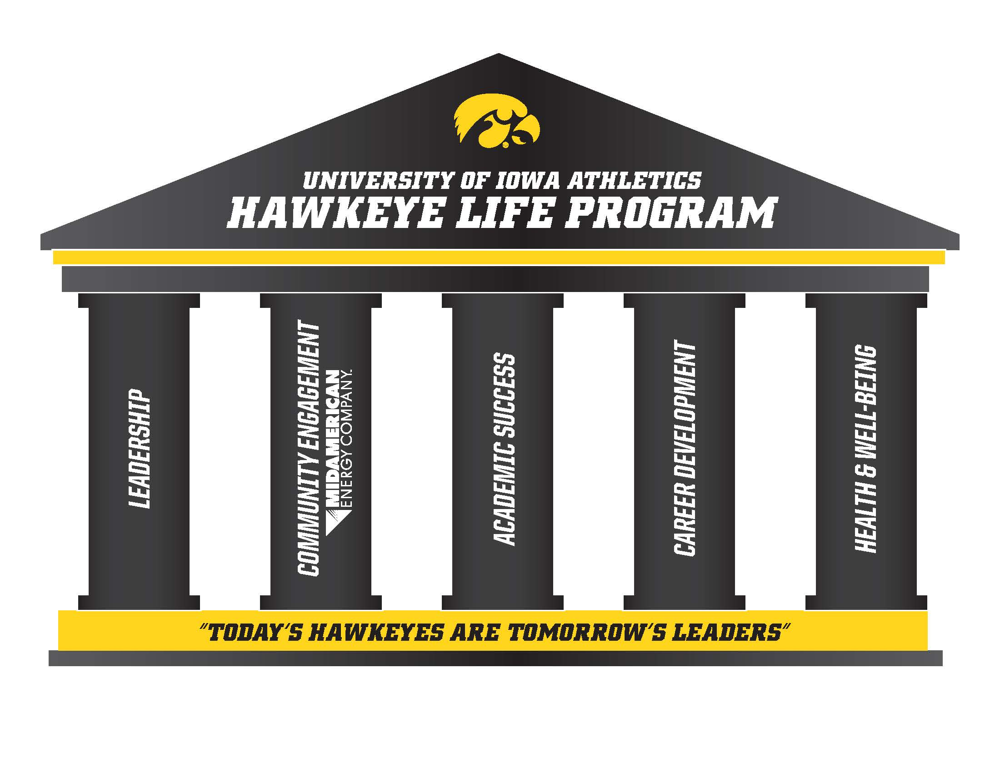 UNIVERSITY OF IOWA ATHLETICS
HAWKEYE LIFE PROGRAM
LEADERSHIP
COMMUNITY ENGAGEMENT
MIDAMERICAN
ENERGY COMPANY.
ACADEMIC SUCCESS
CAREER DEVELOPMENT
HEALTH & WELL-BEING
"TODAY'S HAWKEYES ARE TOMORROW'S LEADERS"